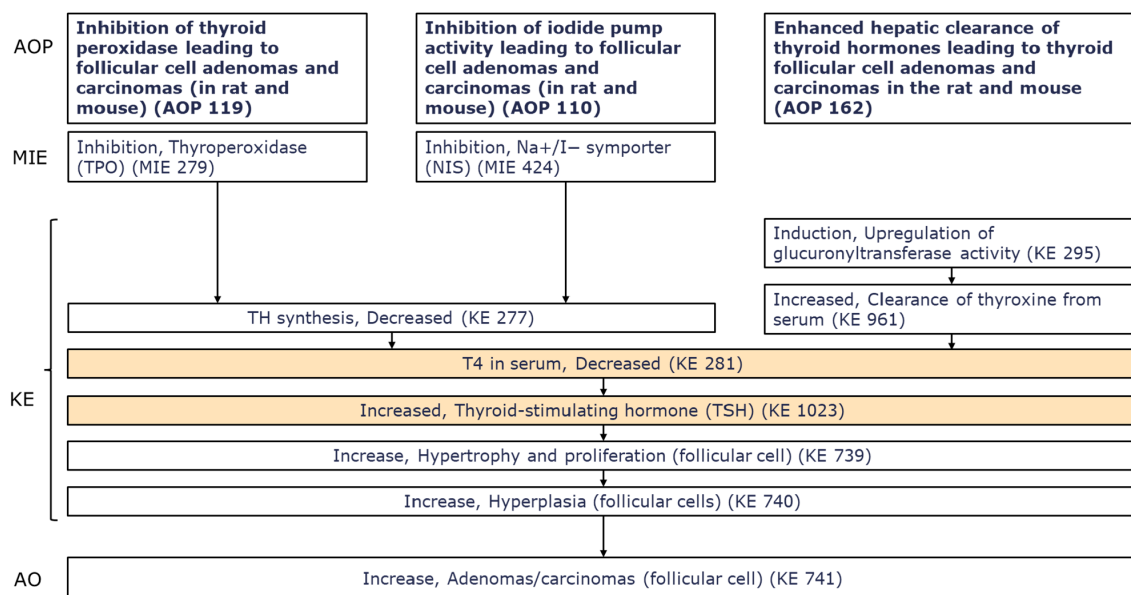 AOP
Inhibition of thyroid
peroxidase leading to
follicular cell adenomas and
carcinomas (in rat and
mouse) (AOP 119)
Inhibition of iodide pump
activity leading to follicular
cell adenomas and
carcinomas (in rat and
mouse) (AOP 110)
Enhanced hepatic clearance of
thyroid hormones leading to thyroid
follicular cell adenomas and
carcinomas in the rat and mouse
(AOP 162)
MIE
Inhibition, Thyroperoxidase
(TPO) (MIE 279)
Inhibition, Na+/I− symporter
(NIS) (MIE 424)
KE
Induction, Upregulation of
glucuronyltransferase activity (KE 295)
Increased, Clearance of thyroxine from
serum (KE 961)
TH synthesis, Decreased (KE 277)
T4 in serum, Decreased (KE 281)
Increased, Thyroid-stimulating hormone (TSH) (KE 1023)
Increase, Hypertrophy and proliferation (follicular cell) (KE 739)
Increase, Hyperplasia (follicular cells) (KE 740)
AO
Increase, Adenomas/carcinomas (follicular cell) (KE 741)